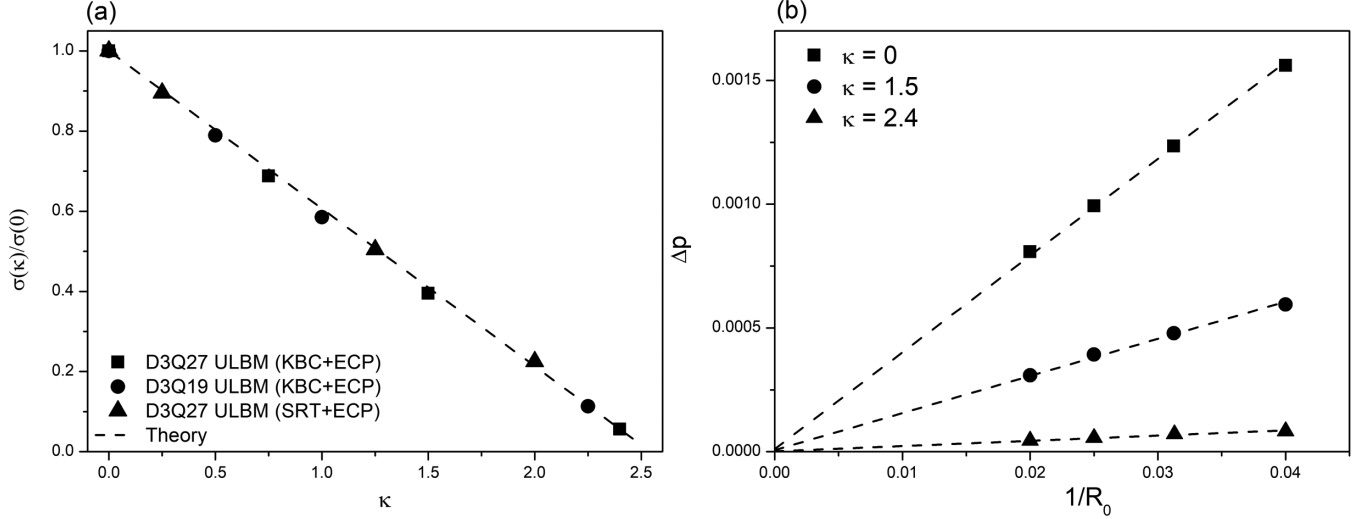 (a)
1.0
0.8
0.6
0.4
0.2
0.0
σ(κ)/σ(0)
D3Q27 ULBM (KBC+ECP)
D3Q19 ULBM (KBC+ECP)
D3Q27 ULBM (SRT+ECP)
Theory
0.0 0.5 1.0 1.5 2.0 2.5
κ
(b)
κ = 0
κ = 1.5
κ = 2.4
0.0015
0.0010
0.0005
0.0000
Δp
0.00 0.01 0.02 0.03 0.04
1/R₀